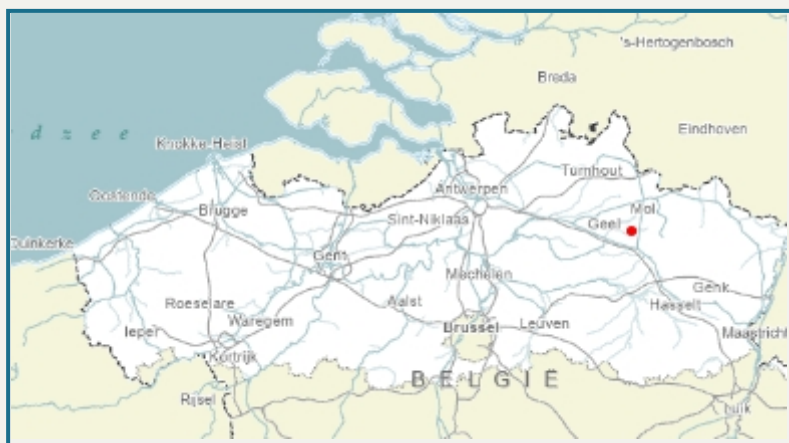 's-Hertogenbosch
Breda
Eindhoven
d z e e
Knokke-Heist
Turnhout
Antwerpen
Oostende
Mol
Brugge
Sint-Niklaas
Geel
Duinkerke
Gent
Mechelen
Genk
Roeselare
Aalst
Hasselt
Waregem
Ieper
Brussel
Leuven
Maastricht
Kortrijk
BELGIË
Rijsel
Luik